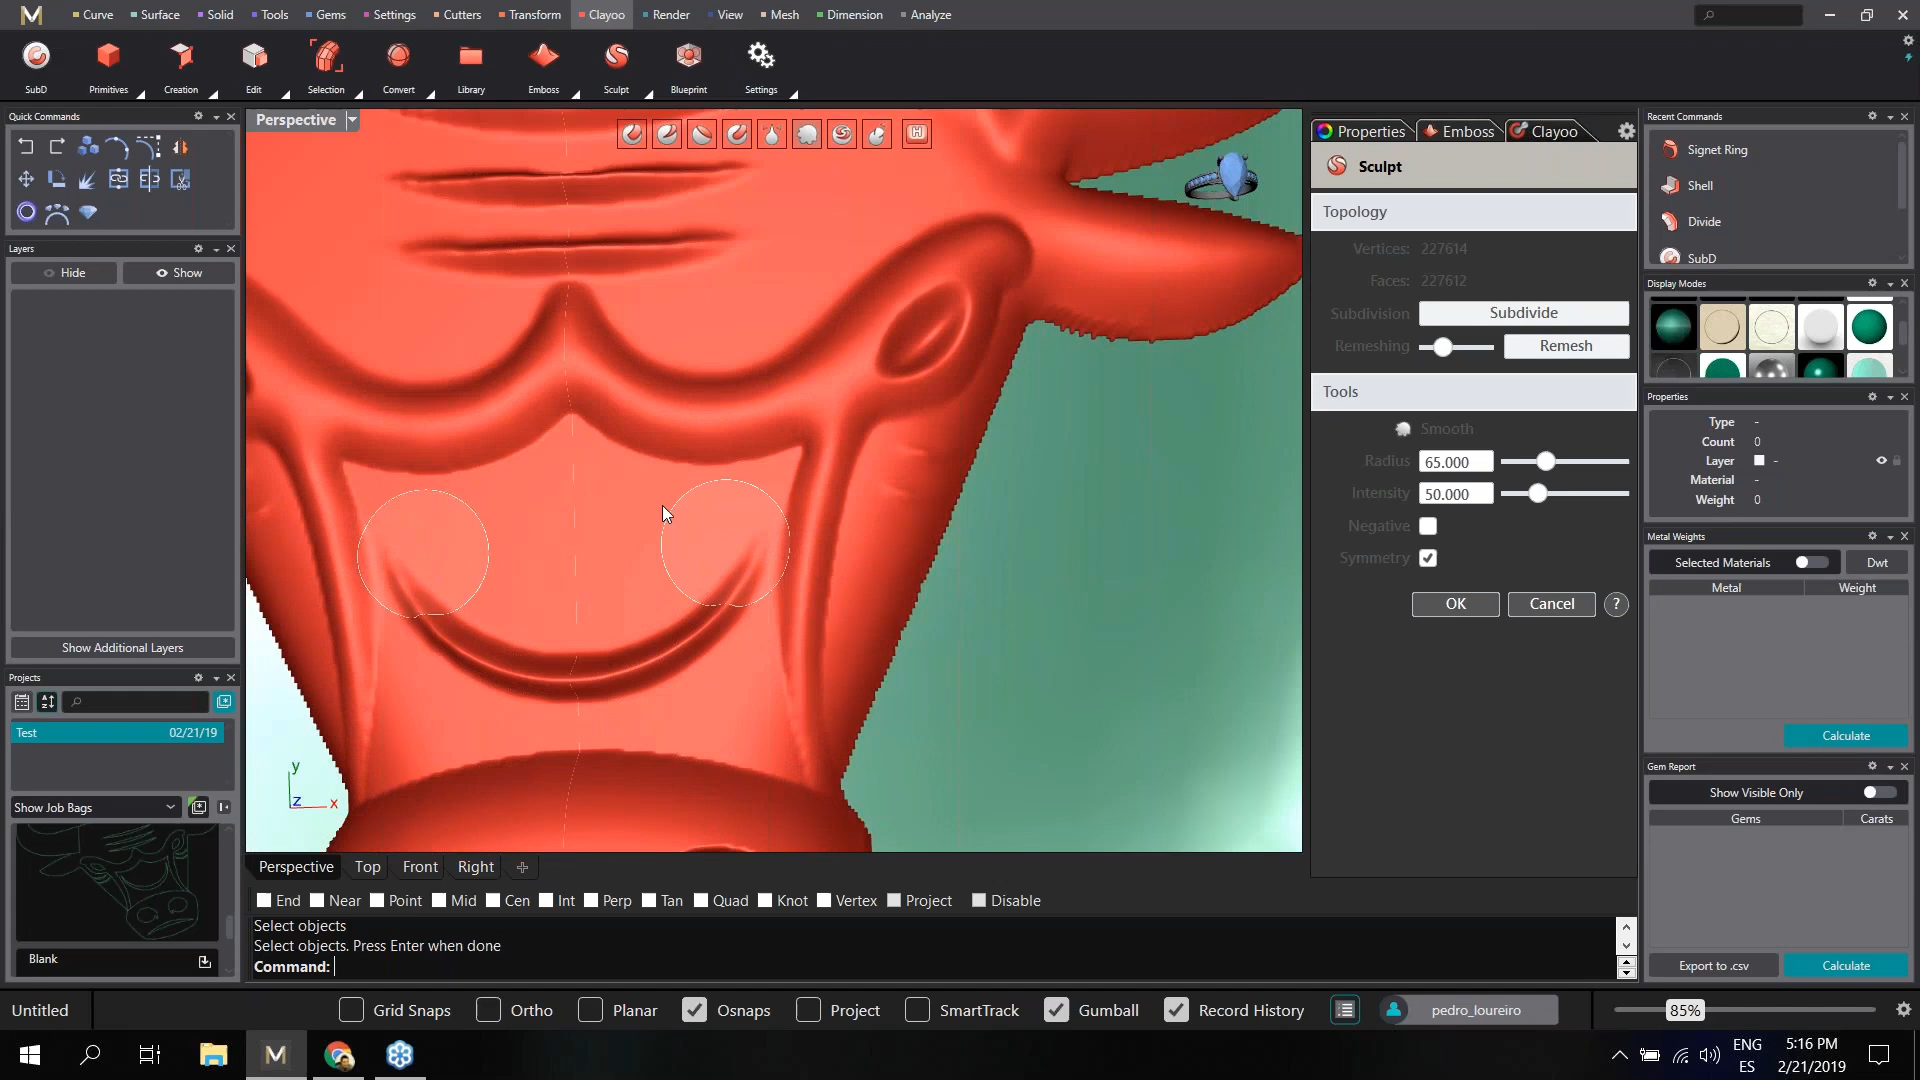 Curve Surface Solid Tools Gems Settings Cutters Transform Clayoo Render View Mesh Dimension Analyze
SubD Primitives Creation Edit Selection Convert Library Emboss Sculpt Blueprint Settings
Quick Commands
Layers
Hide Show
Show Additional Layers
Projects
Test 02/21/19
Show Job Bags
Blank
Perspective
H
y
z x
Perspective Top Front Right
End Near Point Mid Cen Int Perp Tan Quad Knot Vertex Project Disable
Select objects
Select objects. Press Enter when done
Command:
Properties Emboss Clayoo
Sculpt
Topology
Vertices: 227614
Faces: 227612
Subdivision Subdivide
Remeshing Remesh
Tools
Smooth
Radius 65.000
Intensity 50.000
Negative
Symmetry
OK Cancel ?
Recent Commands
Signet Ring
Shell
Divide
SubD
Display Modes
Properties
Type -
Count 0
Layer -
Material -
Weight 0
Metal Weights
Selected Materials Dwt
Metal Weight
Calculate
Gem Report
Show Visible Only
Gems Carats
Export to .csv Calculate
Untitled Grid Snaps Ortho Planar Osnaps Project SmartTrack Gumball Record History pedro_loureiro 85%
M ENG 5:16 PM
ES 2/21/2019